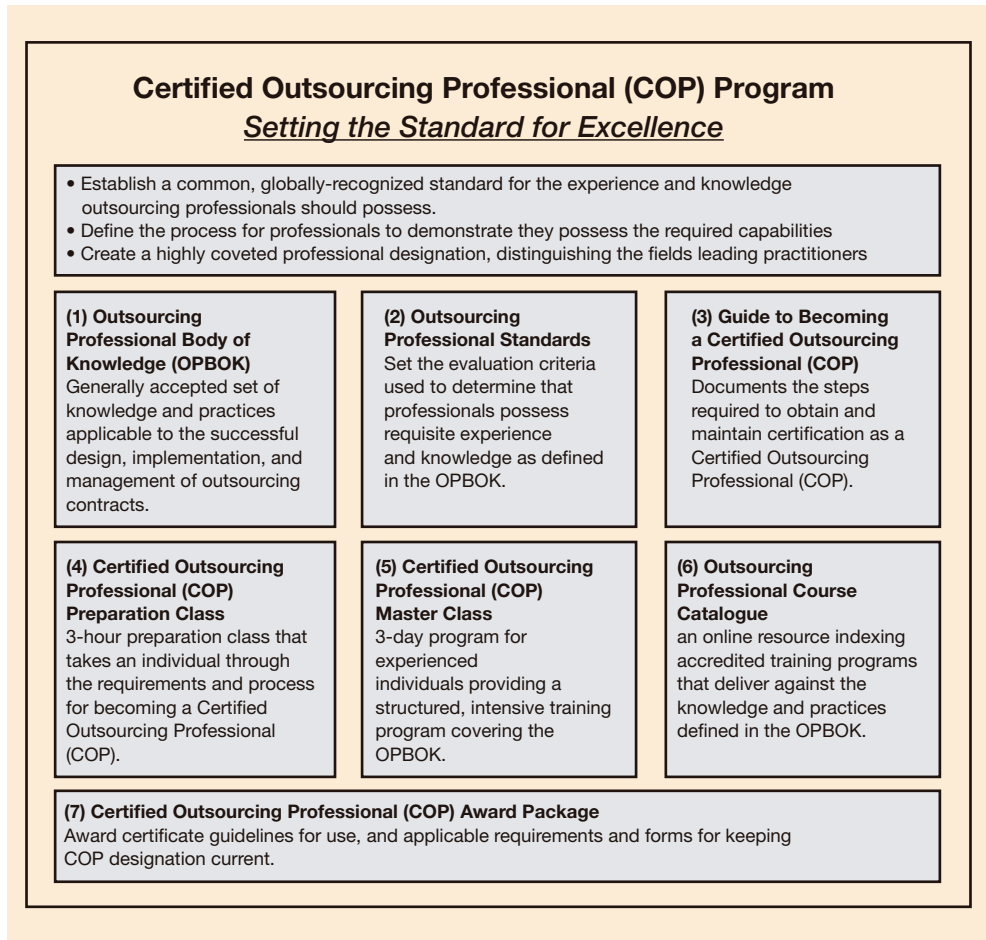 Certified Outsourcing Professional (COP) Program
Setting the Standard for Excellence
• Establish a common, globally-recognized standard for the experience and knowledge
outsourcing professionals should possess.
• Define the process for professionals to demonstrate they possess the required capabilities
• Create a highly coveted professional designation, distinguishing the fields leading practitioners
(1) Outsourcing
Professional Body of
Knowledge (OPBOK)
Generally accepted set of
knowledge and practices
applicable to the successful
design, implementation, and
management of outsourcing
contracts.
(2) Outsourcing
Professional Standards
Set the evaluation criteria
used to determine that
professionals possess
requisite experience
and knowledge as defined
in the OPBOK.
(3) Guide to Becoming
a Certified Outsourcing
Professional (COP)
Documents the steps
required to obtain and
maintain certification as a
Certified Outsourcing
Professional (COP).
(4) Certified Outsourcing
Professional (COP)
Preparation Class
3-hour preparation class that
takes an individual through
the requirements and process
for becoming a Certified
Outsourcing Professional
(COP).
(5) Certified Outsourcing
Professional (COP)
Master Class
3-day program for
experienced
individuals providing a
structured, intensive training
program covering the
OPBOK.
(6) Outsourcing
Professional Course
Catalogue
an online resource indexing
accredited training programs
that deliver against the
knowledge and practices
defined in the OPBOK.
(7) Certified Outsourcing Professional (COP) Award Package
Award certificate guidelines for use, and applicable requirements and forms for keeping
COP designation current.